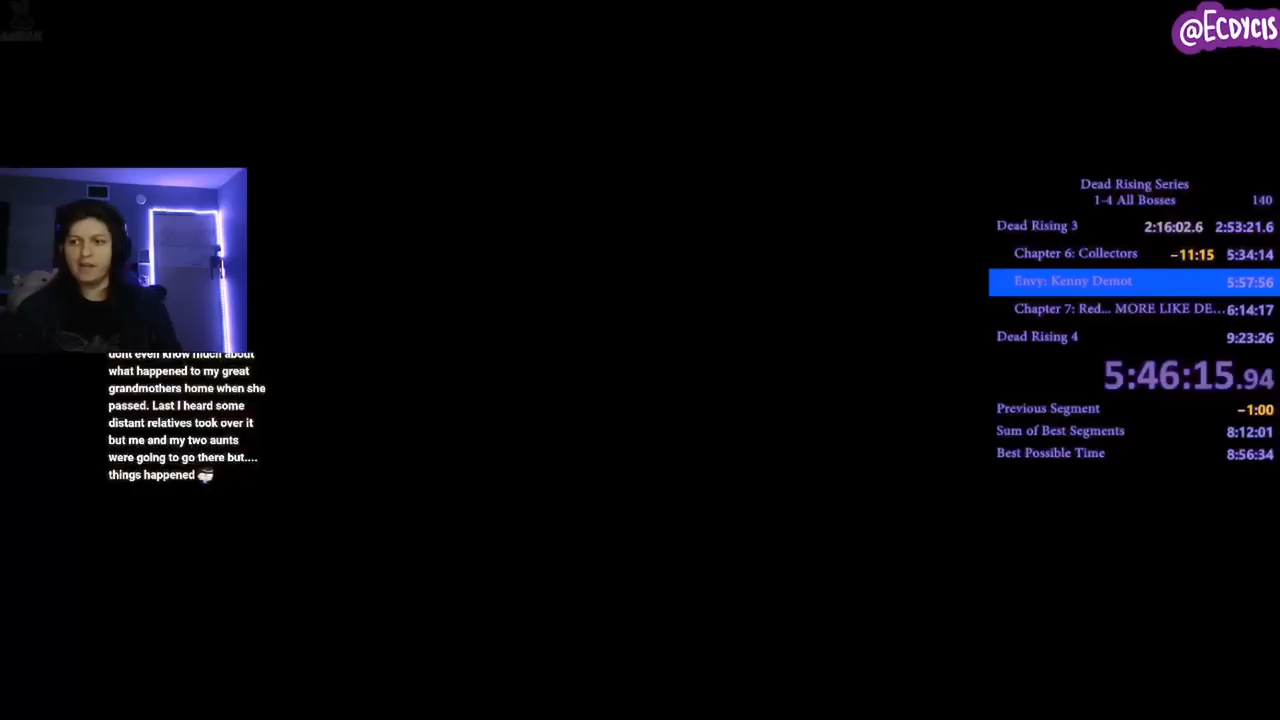 @ECDYCIS
dont even know much about
what happened to my great
grandmothers home when she
passed. Last I heard some
distant relatives took over it
but me and my two aunts
were going to go there but....
things happened
Dead Rising Series
1-4 All Bosses 140
Dead Rising 3 2:16:02.6 2:53:21.6
Chapter 6: Collectors −11:15 5:34:14
Envy: Kenny Demot 5:57:56
Chapter 7: Red... MORE LIKE DE... 6:14:17
Dead Rising 4 9:23:26
5:46:15.94
Previous Segment −1:00
Sum of Best Segments 8:12:01
Best Possible Time 8:56:34